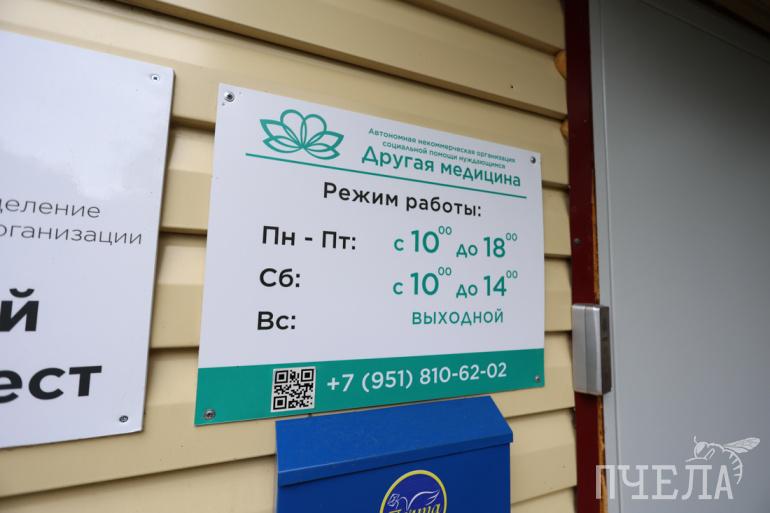 Автономная некоммерческая организация
социальной помощи нуждающимся
Другая медицина
Режим работы:
Пн - Пт: с 10⁰⁰ до 18⁰⁰
Сб: с 10⁰⁰ до 14⁰⁰
Вс: выходной
+7 (951) 810-62-02
деление
организации
й
ест
Почта
ПЧЕЛА